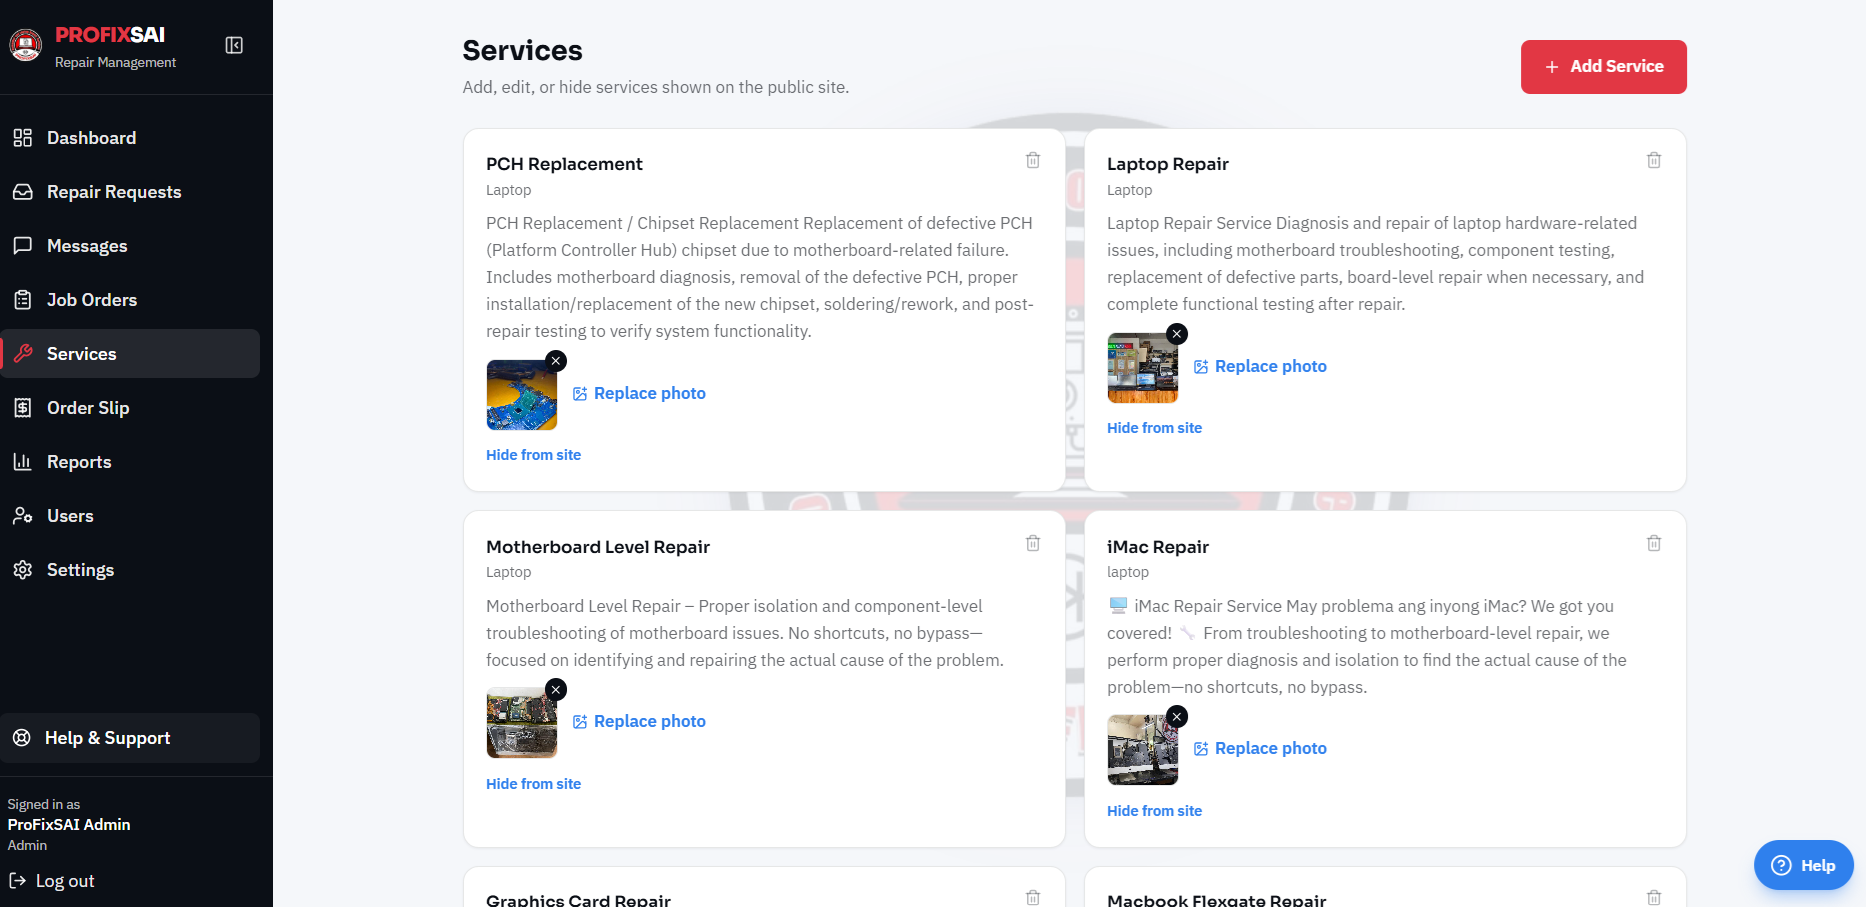 PROFIXSAI
Repair Management
Dashboard
Repair Requests
Messages
Job Orders
Services
Order Slip
Reports
Users
Settings
Help & Support
Signed in as
ProFixSAI Admin
Admin
Log out
Services
Add, edit, or hide services shown on the public site.
Add Service
PCH Replacement
Laptop
PCH Replacement / Chipset Replacement Replacement of defective PCH
(Platform Controller Hub) chipset due to motherboard-related failure.
Includes motherboard diagnosis, removal of the defective PCH, proper
installation/replacement of the new chipset, soldering/rework, and post-
repair testing to verify system functionality.
Replace photo
Hide from site
Laptop Repair
Laptop
Laptop Repair Service Diagnosis and repair of laptop hardware-related
issues, including motherboard troubleshooting, component testing,
replacement of defective parts, board-level repair when necessary, and
complete functional testing after repair.
Replace photo
Hide from site
Motherboard Level Repair
Laptop
Motherboard Level Repair – Proper isolation and component-level
troubleshooting of motherboard issues. No shortcuts, no bypass—
focused on identifying and repairing the actual cause of the problem.
Replace photo
Hide from site
iMac Repair
laptop
🖥️ iMac Repair Service May problema ang inyong iMac? We got you
covered! 🔧 From troubleshooting to motherboard-level repair, we
perform proper diagnosis and isolation to find the actual cause of the
problem—no shortcuts, no bypass.
Replace photo
Hide from site
Graphics Card Repair
Macbook Flexgate Repair
Help